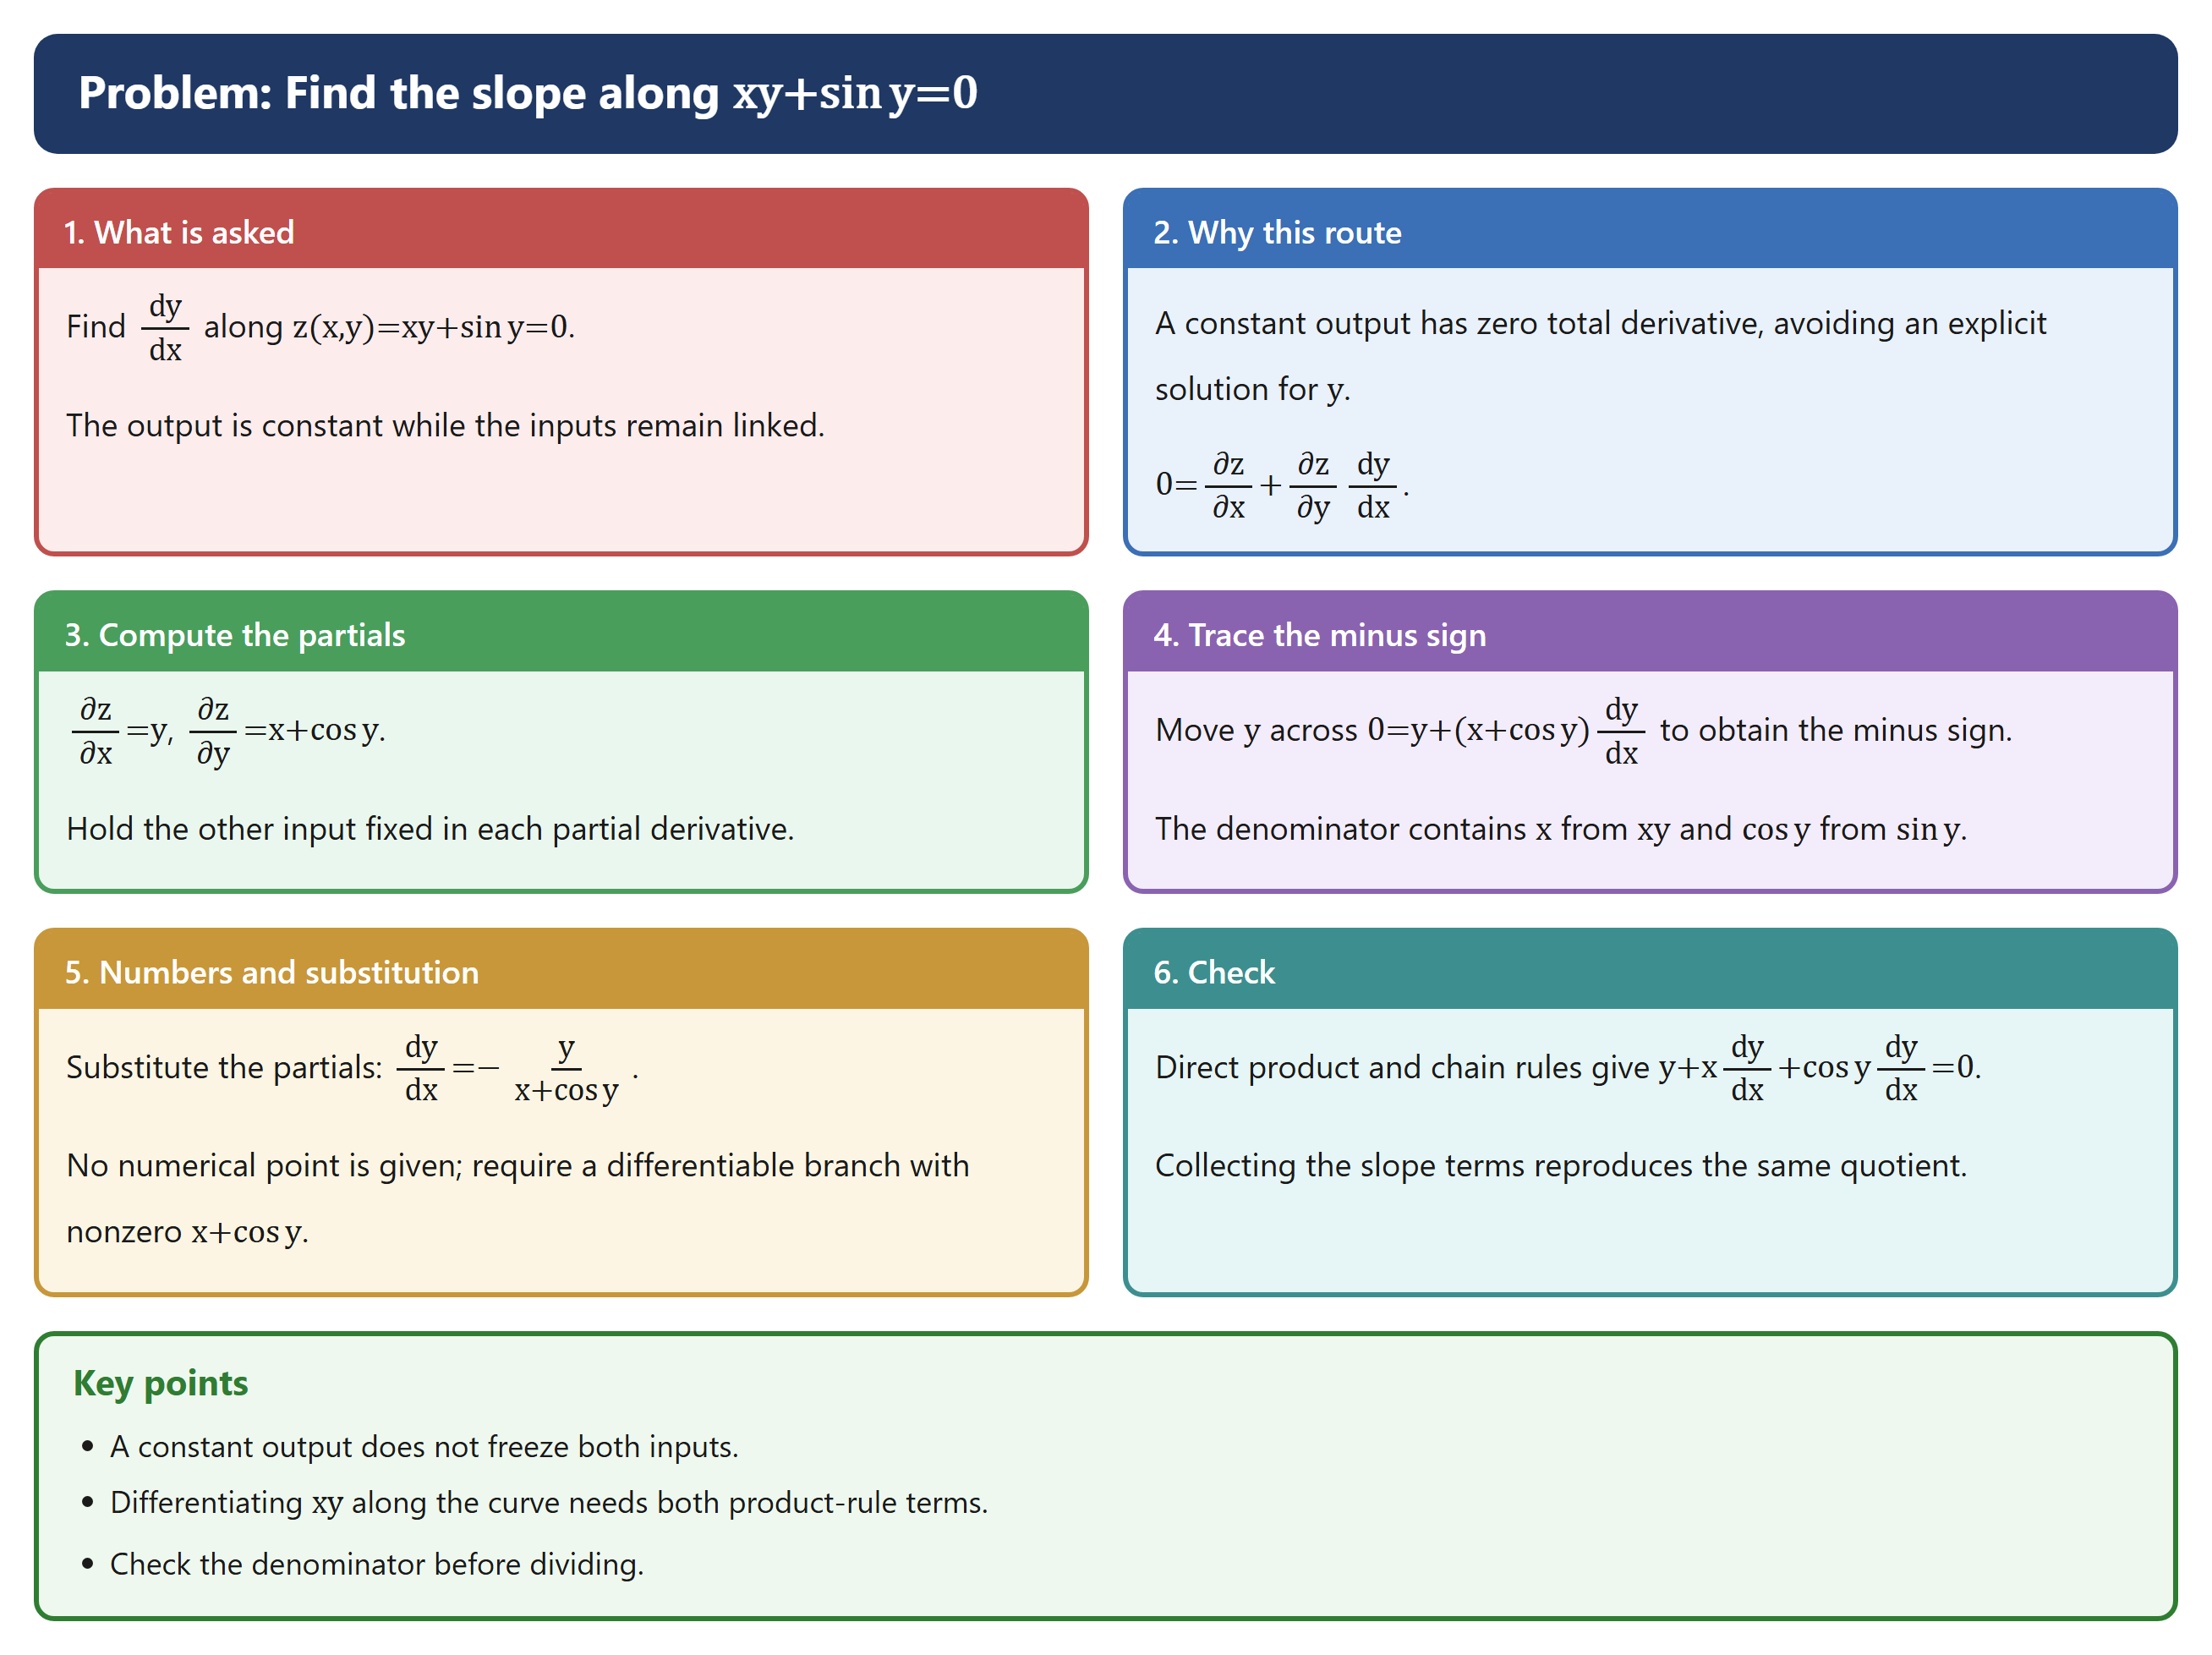 Problem: Find the slope along xy+sin y=0
1. What is asked
Find dy/dx along z(x,y)=xy+sin y=0.
The output is constant while the inputs remain linked.
2. Why this route
A constant output has zero total derivative, avoiding an explicit
solution for y.
0=∂z/∂x+∂z/∂y dy/dx.
3. Compute the partials
∂z/∂x=y, ∂z/∂y=x+cos y.
Hold the other input fixed in each partial derivative.
4. Trace the minus sign
Move y across 0=y+(x+cos y)dy/dx to obtain the minus sign.
The denominator contains x from xy and cos y from sin y.
5. Numbers and substitution
Substitute the partials: dy/dx=−y/(x+cos y).
No numerical point is given; require a differentiable branch with
nonzero x+cos y.
6. Check
Direct product and chain rules give y+x dy/dx+cos y dy/dx=0.
Collecting the slope terms reproduces the same quotient.
Key points
• A constant output does not freeze both inputs.
• Differentiating xy along the curve needs both product-rule terms.
• Check the denominator before dividing.